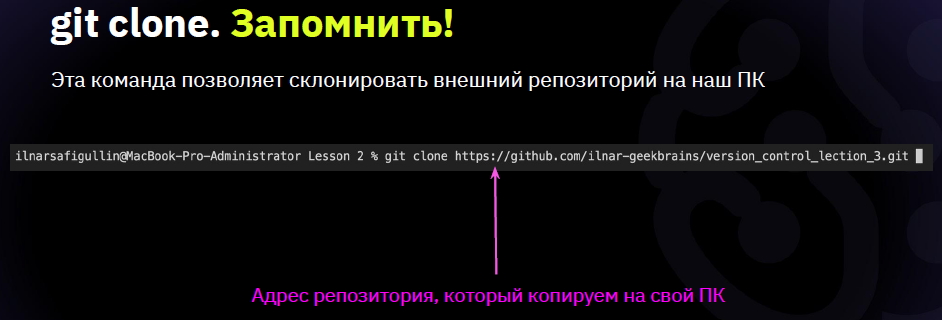 git clone. Запомнить!
Эта команда позволяет склонировать внешний репозиторий на наш ПК
ilnarsafigullin@MacBook-Pro-Administrator Lesson 2 % git clone https://github.com/ilnar-geekbrains/version_control_lection_3.git
Адрес репозитория, который копируем на свой ПК